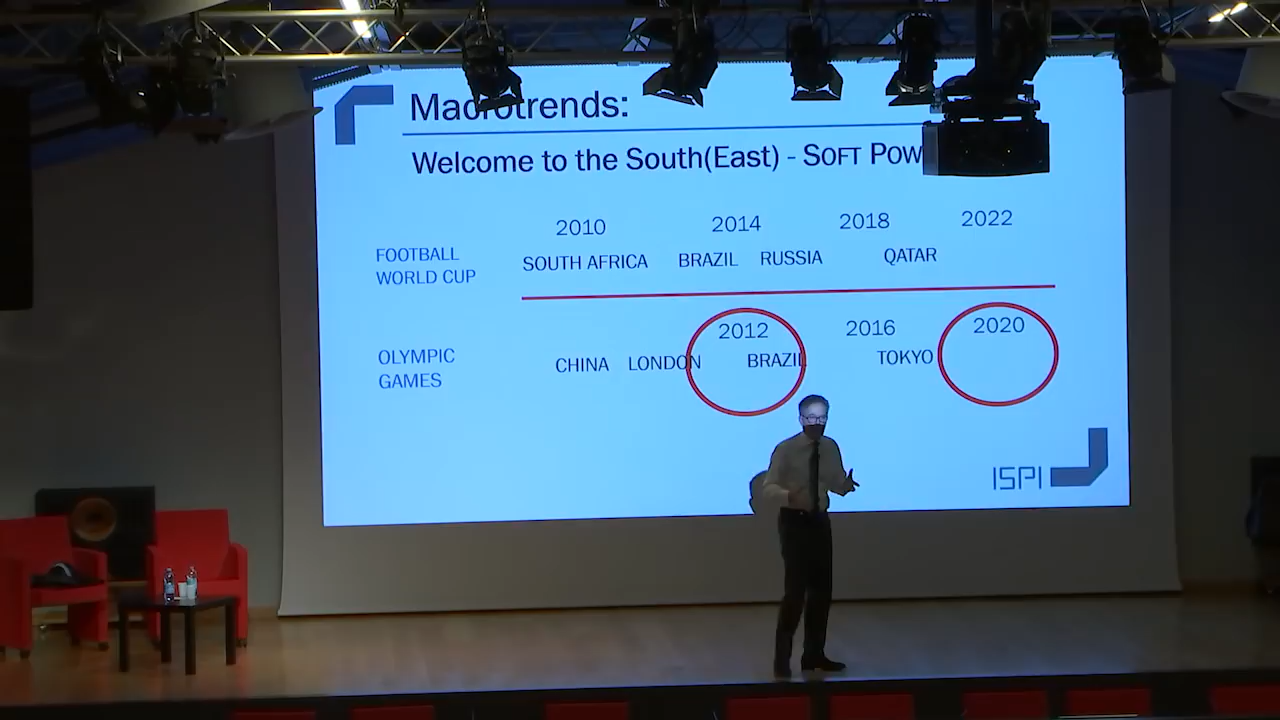 Macrotrends:
Welcome to the South(East) - SOFT POW
2010 2014 2018 2022
FOOTBALL WORLD CUP
SOUTH AFRICA BRAZIL RUSSIA QATAR
2012 2016 2020
OLYMPIC GAMES
CHINA LONDON BRAZIL TOKYO
ISPI